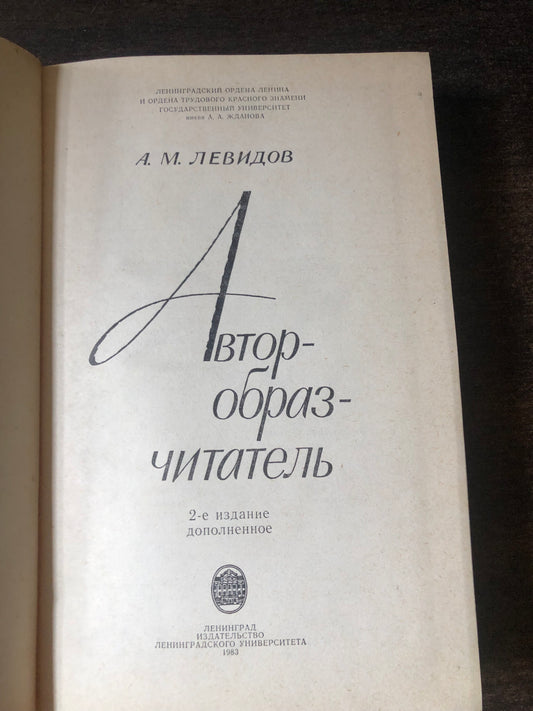 ЛЕНИНГРАДСКИЙ ОРДЕНА ЛЕНИНА
И ОРДЕНА ТРУДОВОГО КРАСНОГО ЗНАМЕНИ
ГОСУДАРСТВЕННЫЙ УНИВЕРСИТЕТ
имени А. А. ЖДАНОВА
А. М. ЛЕВИДОВ
Автор-
образ-
читатель
2-е издание
дополненное
ЛЕНИНГРАД
ИЗДАТЕЛЬСТВО
ЛЕНИНГРАДСКОГО УНИВЕРСИТЕТА
1983